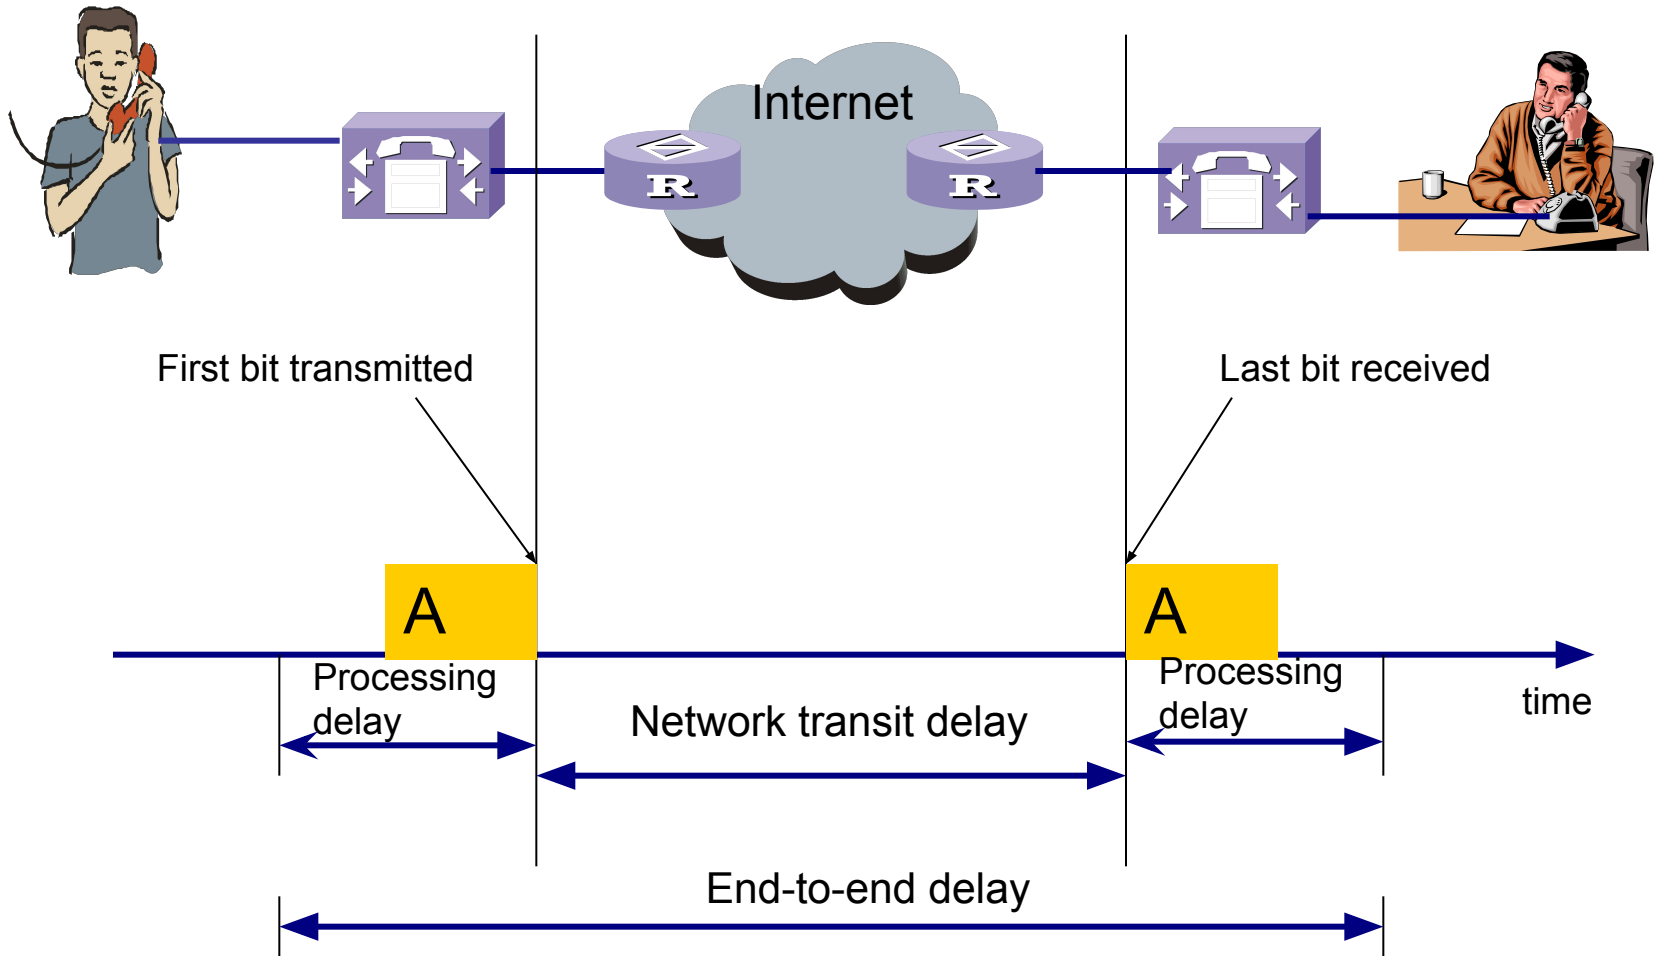 Internet
R
R
First bit transmitted
Last bit received
A
A
Processing
delay
Network transit delay
Processing
delay
time
End-to-end delay